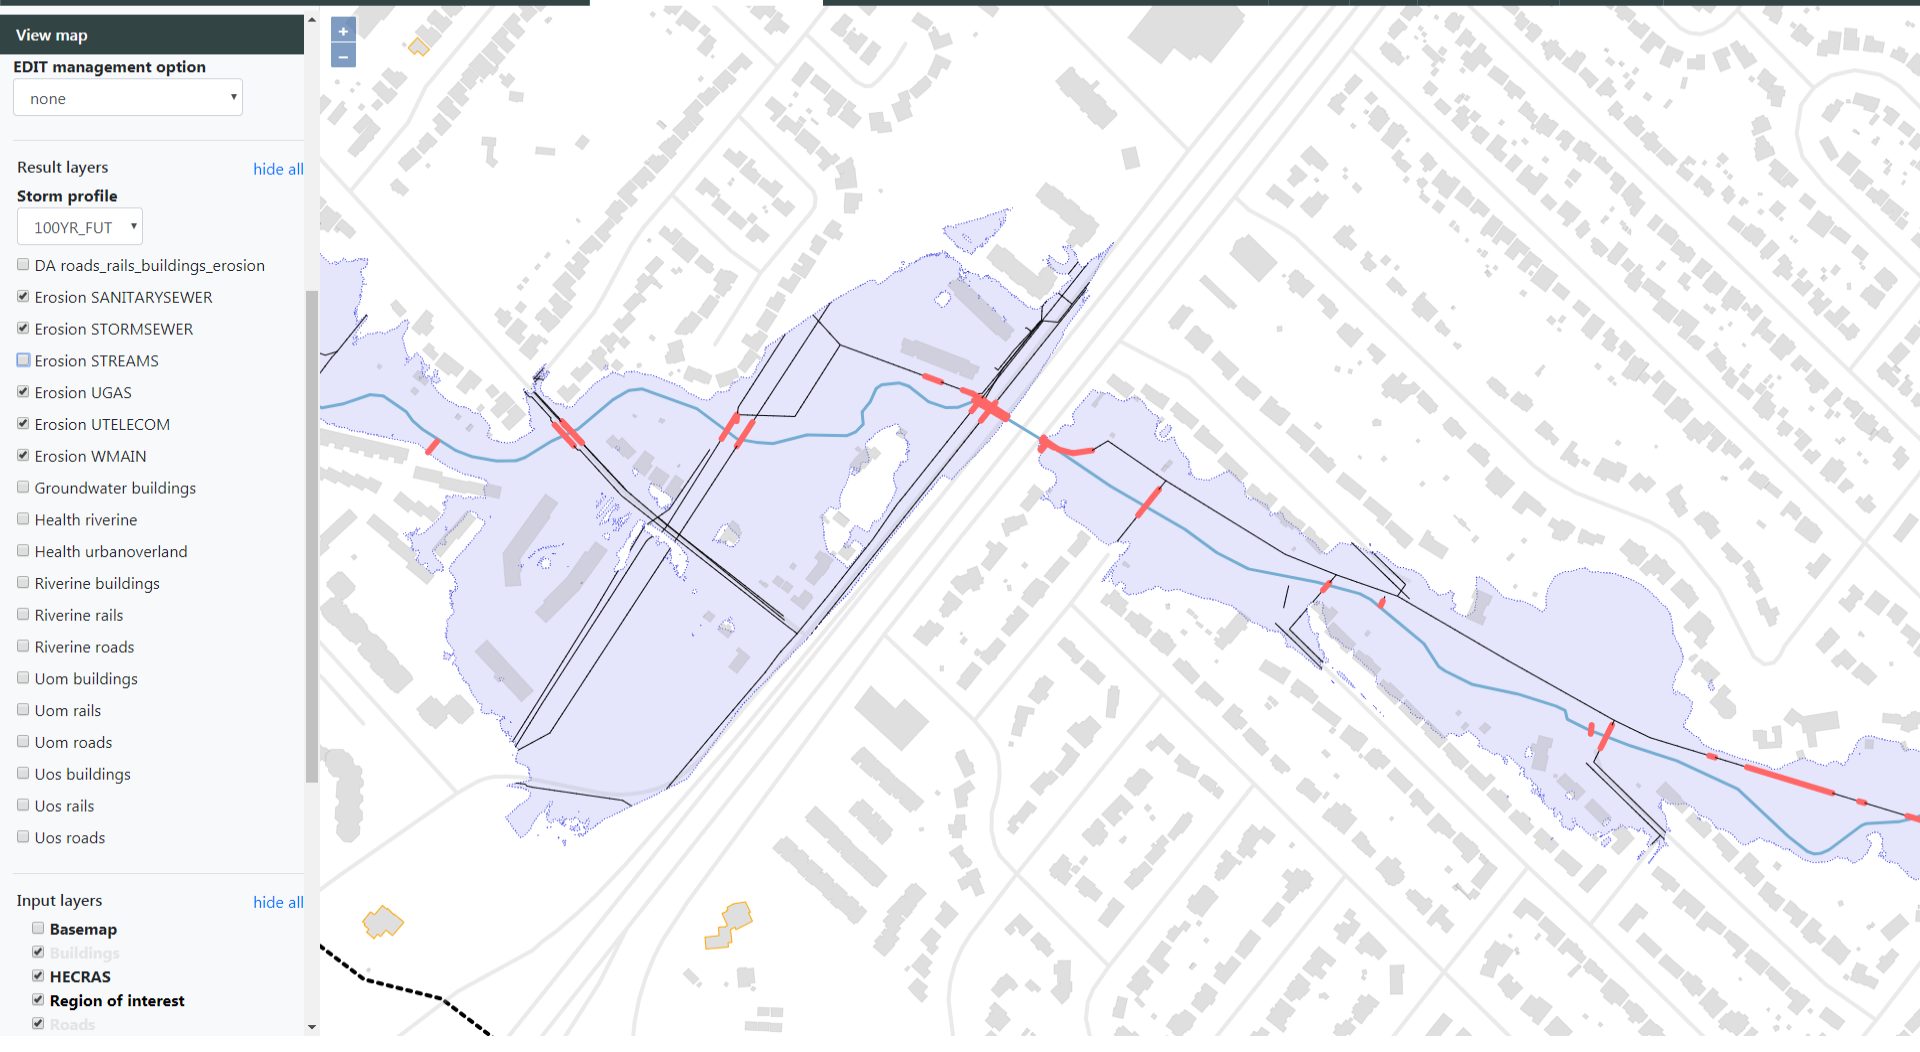 View map
EDIT management option
none
Result layers
hide all
Storm profile
100YR_FUT
DA roads_rails_buildings_erosion
Erosion SANITARYSEWER
Erosion STORMSEWER
Erosion STREAMS
Erosion UGAS
Erosion UTELECOM
Erosion WMAIN
Groundwater buildings
Health riverine
Health urbanoverland
Riverine buildings
Riverine rails
Riverine roads
Uom buildings
Uom rails
Uom roads
Uos buildings
Uos rails
Uos roads
Input layers
hide all
Basemap
Buildings
HECRAS
Region of interest
Roads
+
−